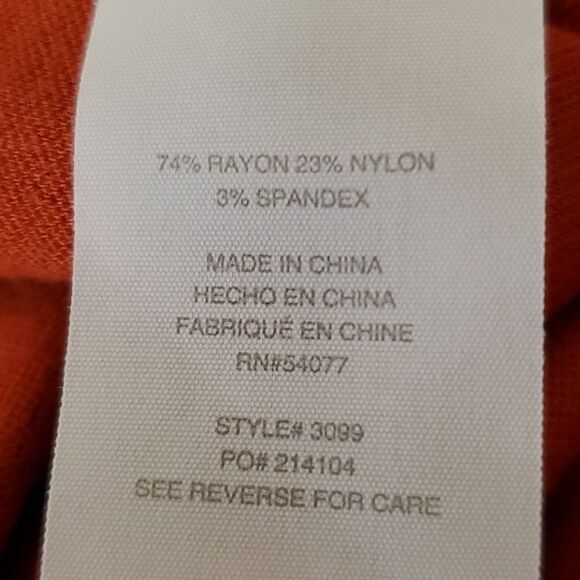 74% RAYON 23% NYLON
3% SPANDEX
MADE IN CHINA
HECHO EN CHINA
FABRIQUÉ EN CHINE
RN#54077
STYLE# 3099
PO# 214104
SEE REVERSE FOR CARE